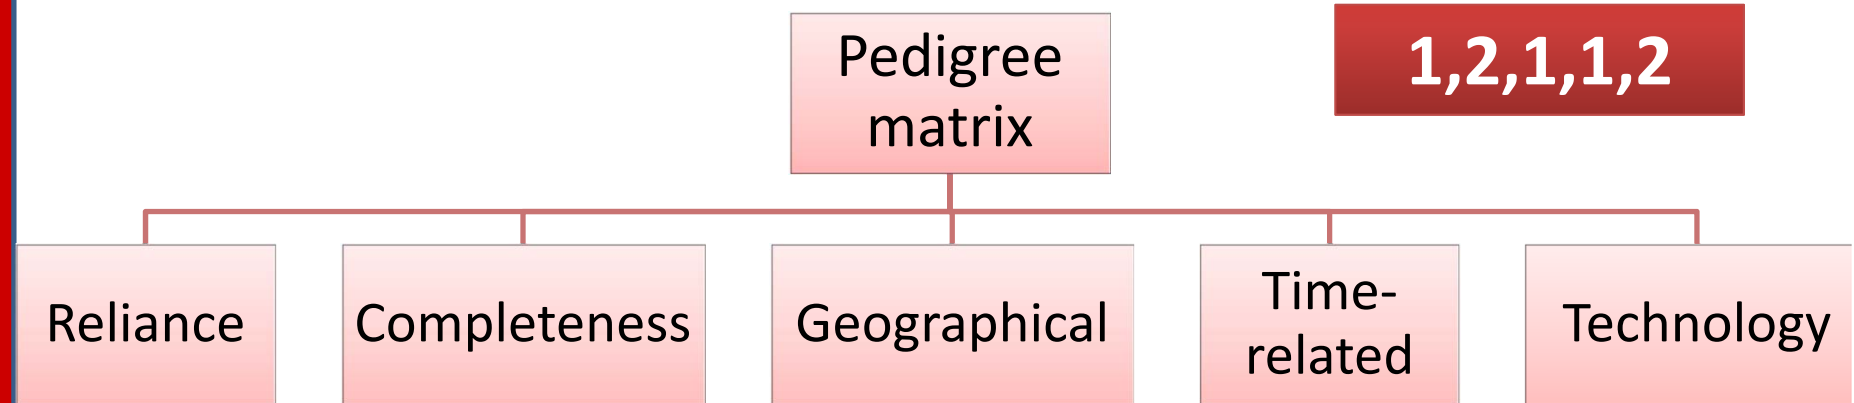 Pedigree
matrix
1,2,1,1,2
Reliance
Completeness
Geographical
Time-
related
Technology